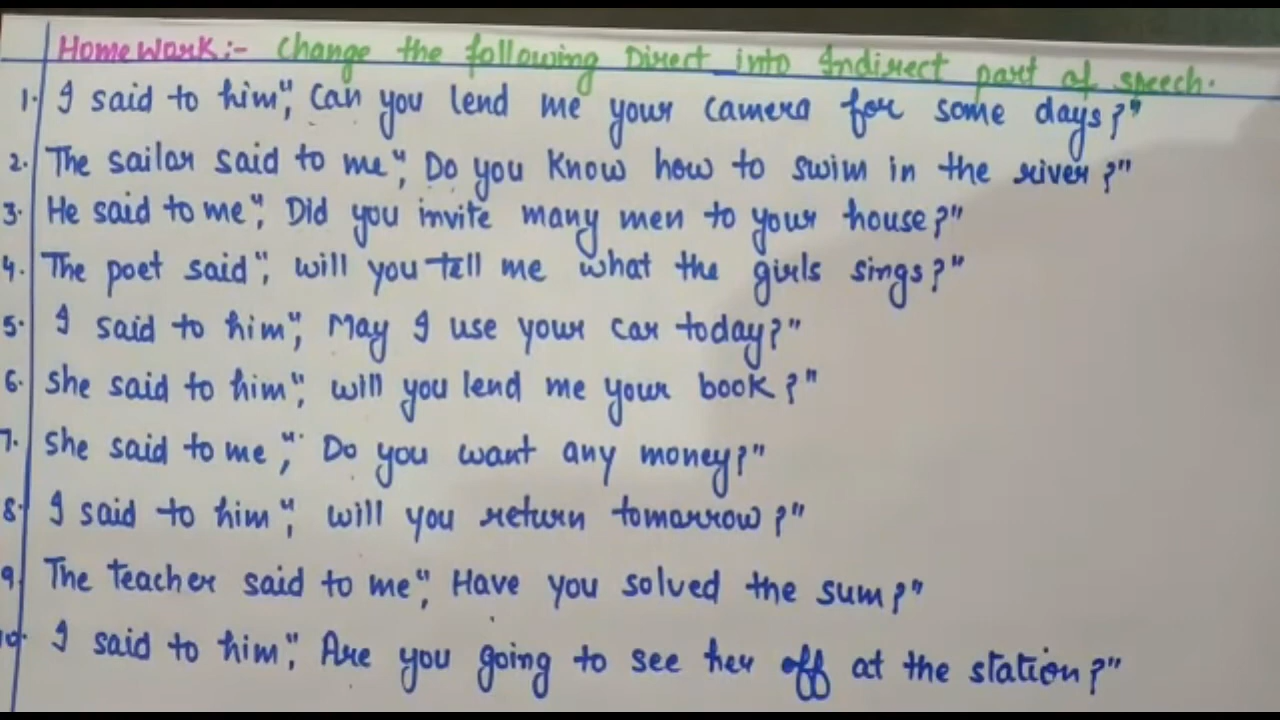 Home Work:- Change the following Direct into Indirect part of speech.
1. I said to him", Can you lend me your camera for some days?"
2. The sailor said to me", Do you know how to swim in the river?"
3. He said to me", Did you invite many men to your house?"
4. The poet said", will you tell me what the girls sings?"
5. I said to him", May I use your car today?"
6. She said to him", will you lend me your book?"
7. She said to me", Do you want any money?"
8. I said to him", will you return tomorrow?"
9. The teacher said to me", Have you solved the sum?"
10. I said to him", Are you going to see her off at the station?"